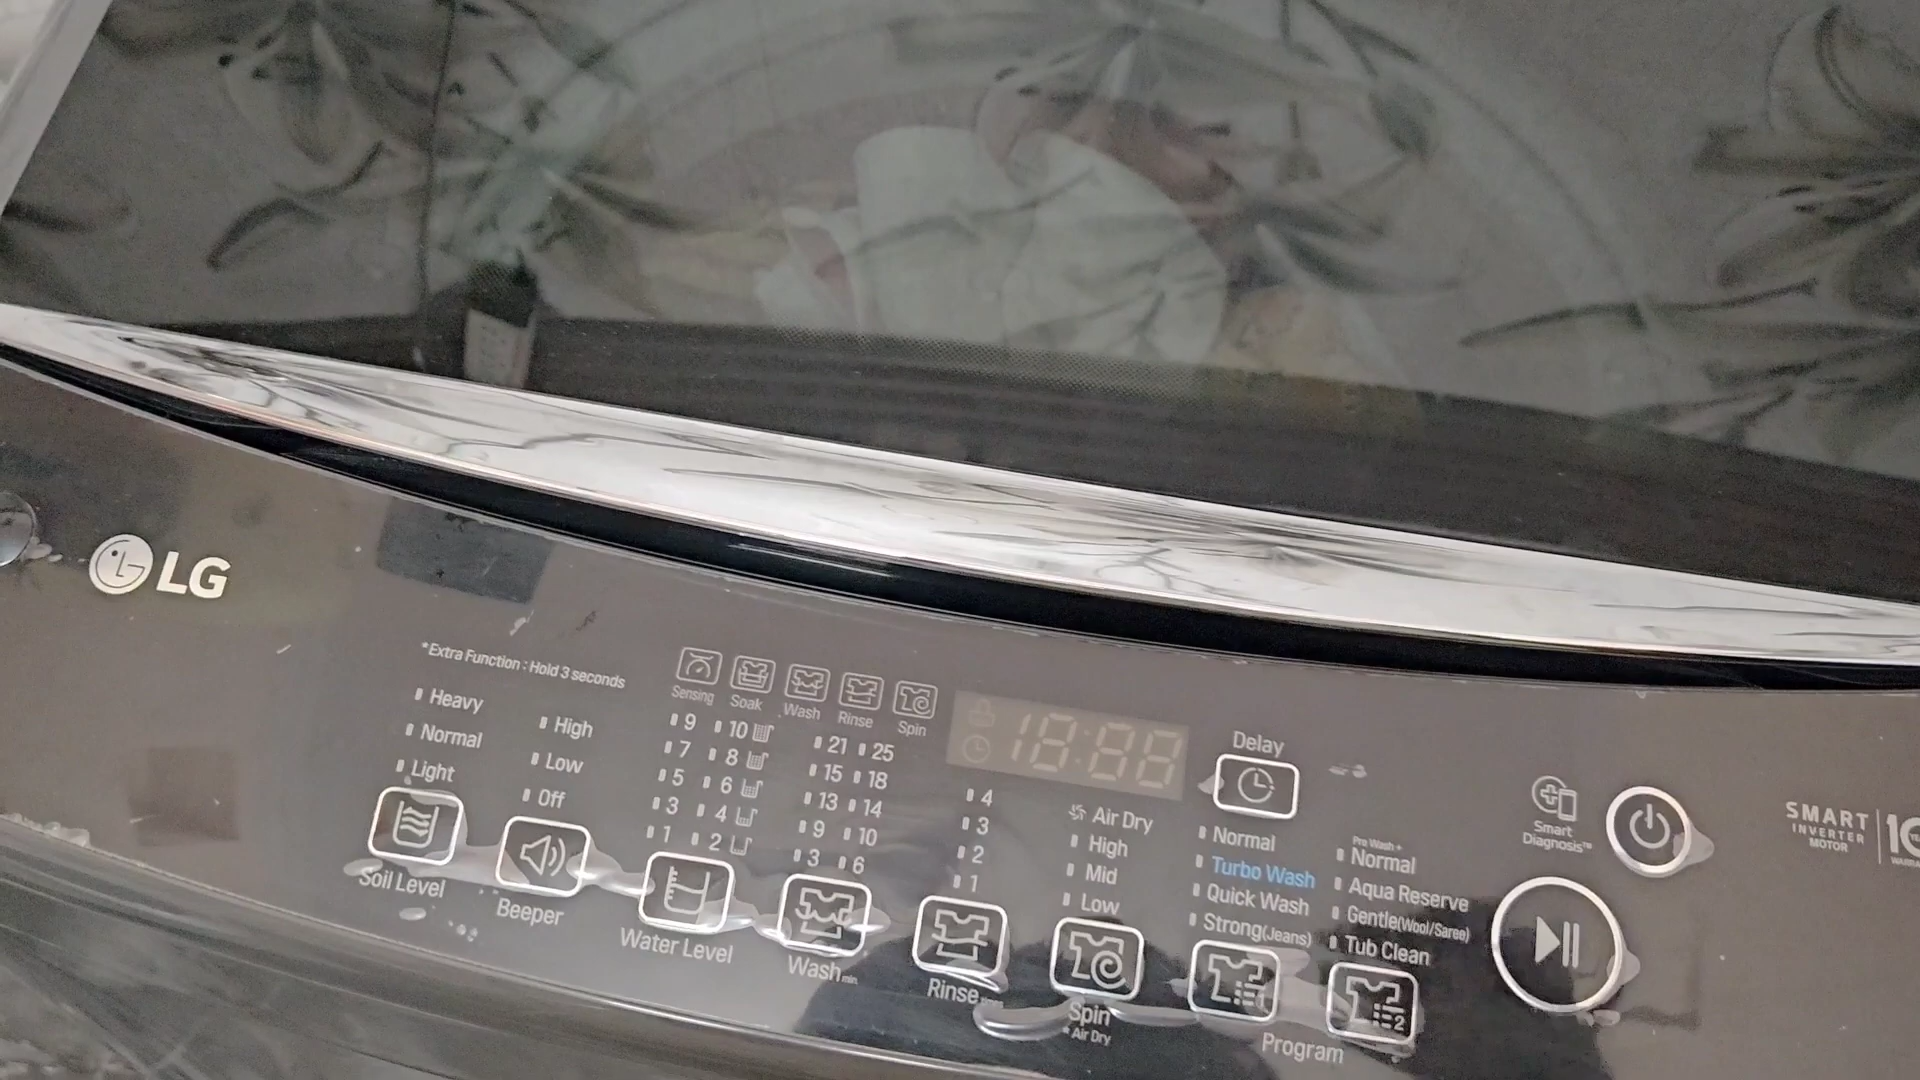 LG
*Extra Function : Hold 3 seconds
Heavy
Normal
Light
Soil Level
High
Low
Off
Beeper
Sensing
Soak
Wash
Rinse
Spin
9 10
7 8
5 6
3 4
1 2
Water Level
21 25
15 18
13 14
9 10
3 6
Wash min
18:88
4
3
2
1
Rinse
Air Dry
High
Mid
Low
Spin
* Air Dry
Delay
Normal
Turbo Wash
Quick Wash
Strong(Jeans)
Pre Wash +
Normal
Aqua Reserve
Gentle(Wool/Saree)
Tub Clean
1
2
Program
Smart
Diagnosis™
SMART
INVERTER
MOTOR